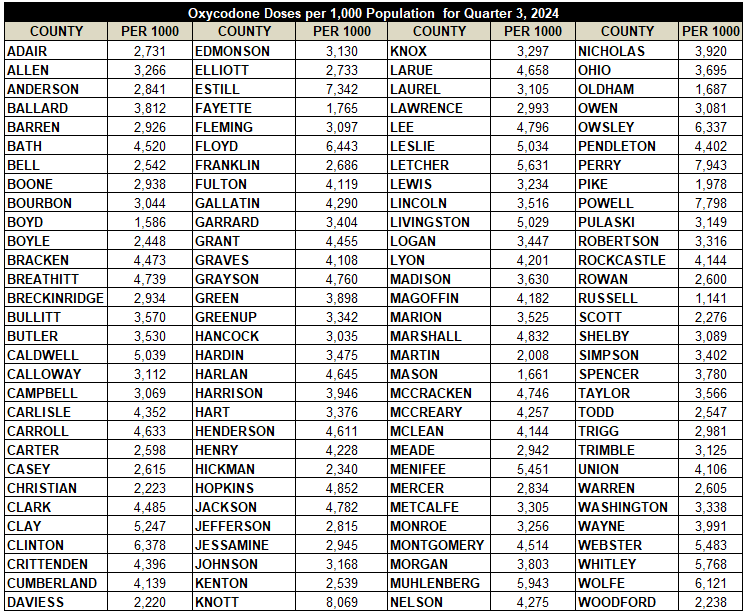 Oxycodone Doses per 1,000 Population for Quarter 3, 2024
COUNTY PER 1000 COUNTY PER 1000 COUNTY PER 1000 COUNTY PER 1000
ADAIR 2,731 EDMONSON 3,130 KNOX 3,297 NICHOLAS 3,920
ALLEN 3,266 ELLIOTT 2,733 LARUE 4,658 OHIO 3,695
ANDERSON 2,841 ESTILL 7,342 LAUREL 3,105 OLDHAM 1,687
BALLARD 3,812 FAYETTE 1,765 LAWRENCE 2,993 OWEN 3,081
BARREN 2,926 FLEMING 3,097 LEE 4,796 OWSLEY 6,337
BATH 4,520 FLOYD 6,443 LESLIE 5,034 PENDLETON 4,402
BELL 2,542 FRANKLIN 2,686 LETCHER 5,631 PERRY 7,943
BOONE 2,938 FULTON 4,119 LEWIS 3,234 PIKE 1,978
BOURBON 3,044 GALLATIN 4,290 LINCOLN 3,516 POWELL 7,798
BOYD 1,586 GARRARD 3,404 LIVINGSTON 5,029 PULASKI 3,149
BOYLE 2,448 GRANT 4,455 LOGAN 3,447 ROBERTSON 3,316
BRACKEN 4,473 GRAVES 4,108 LYON 4,201 ROCKCASTLE 4,144
BREATHITT 4,739 GRAYSON 4,760 MADISON 3,630 ROWAN 2,600
BRECKINRIDGE 2,934 GREEN 3,898 MAGOFFIN 4,182 RUSSELL 1,141
BULLITT 3,570 GREENUP 3,342 MARION 3,525 SCOTT 2,276
BUTLER 3,530 HANCOCK 3,035 MARSHALL 4,832 SHELBY 3,089
CALDWELL 5,039 HARDIN 3,475 MARTIN 2,008 SIMPSON 3,402
CALLOWAY 3,112 HARLAN 4,645 MASON 1,661 SPENCER 3,780
CAMPBELL 3,069 HARRISON 3,946 MCCRACKEN 4,746 TAYLOR 3,566
CARLISLE 4,352 HART 3,376 MCCREARY 4,257 TODD 2,547
CARROLL 4,633 HENDERSON 4,611 MCLEAN 4,144 TRIGG 2,981
CARTER 2,598 HENRY 4,228 MEADE 2,942 TRIMBLE 3,125
CASEY 2,615 HICKMAN 2,340 MENIFEE 5,451 UNION 4,106
CHRISTIAN 2,223 HOPKINS 4,852 MERCER 2,834 WARREN 2,605
CLARK 4,485 JACKSON 4,782 METCALFE 3,305 WASHINGTON 3,338
CLAY 5,247 JEFFERSON 2,815 MONROE 3,256 WAYNE 3,991
CLINTON 6,378 JESSAMINE 2,945 MONTGOMERY 4,514 WEBSTER 5,483
CRITTENDEN 4,396 JOHNSON 3,168 MORGAN 3,803 WHITLEY 5,768
CUMBERLAND 4,139 KENTON 2,539 MUHLENBERG 5,943 WOLFE 6,121
DAVIESS 2,220 KNOTT 8,069 NELSON 4,275 WOODFORD 2,238